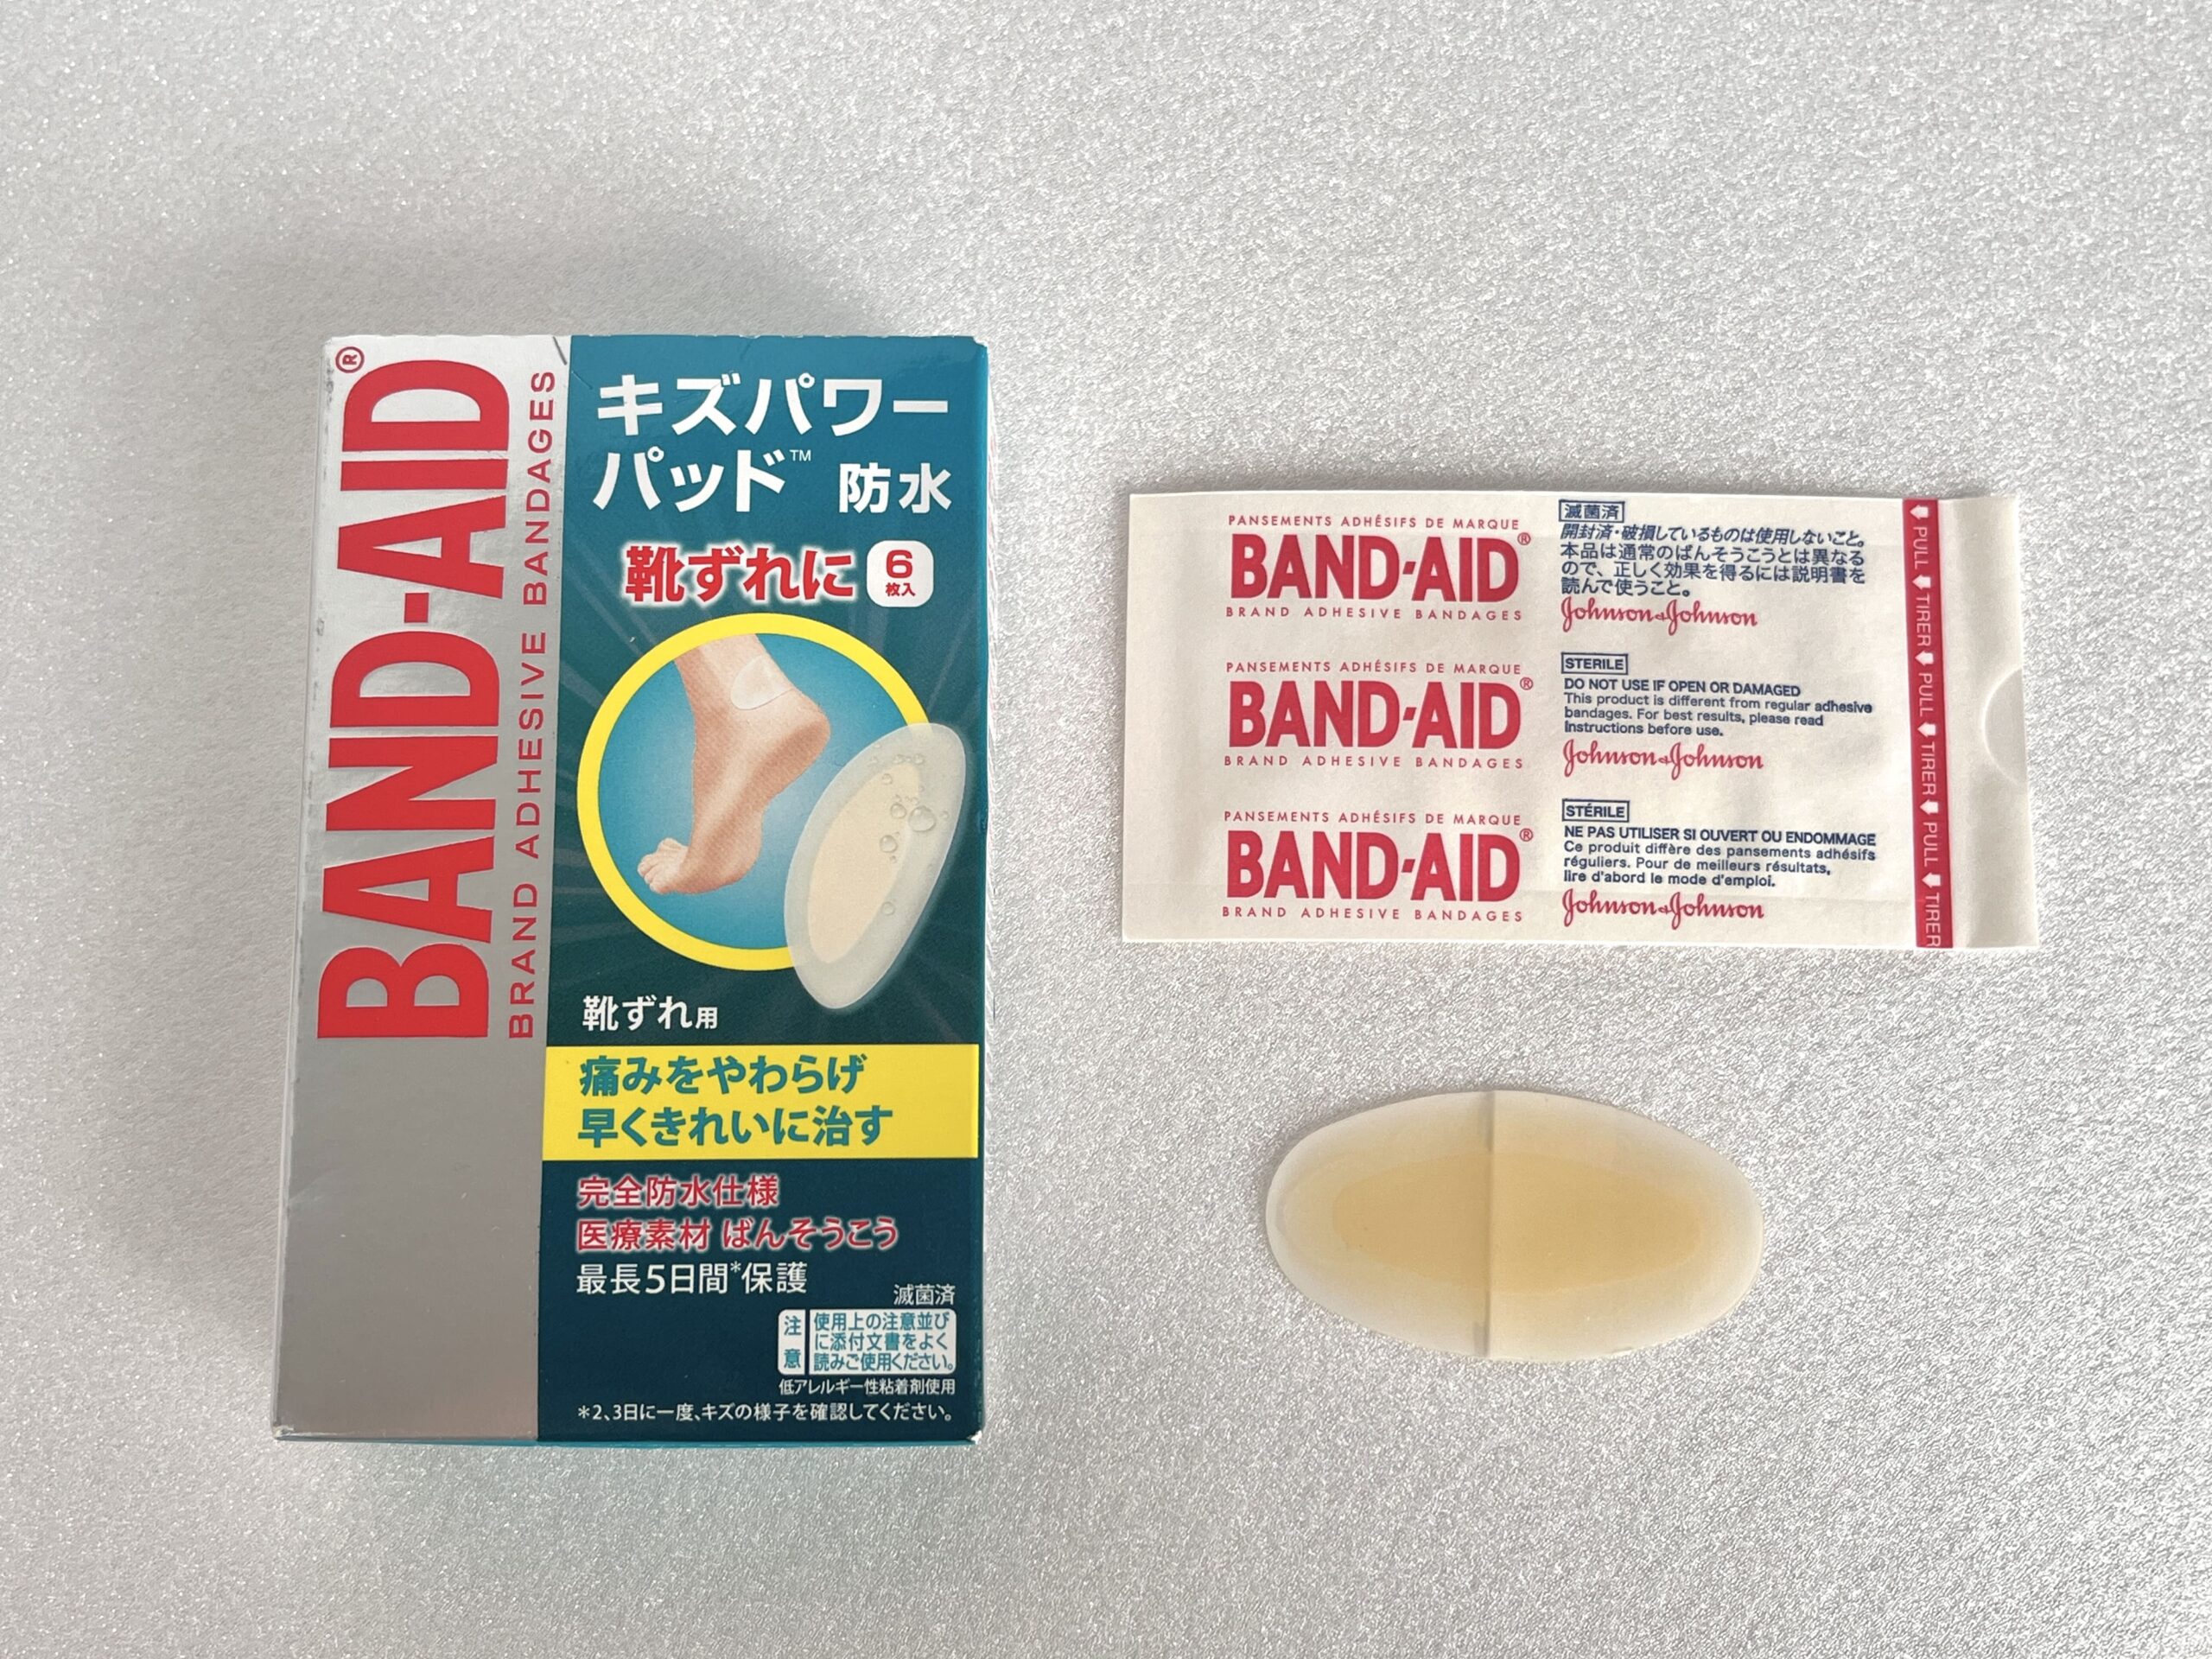 BAND-AID®
BRAND ADHESIVE BANDAGES
キズパワー
パッド™ 防水
靴ずれに
6
枚入
靴ずれ用
痛みをやわらげ
早くきれいに治す
完全防水仕様
医療素材 ばんそうこう
最長5日間*保護
滅菌済
注意
使用上の注意並び
に添付文書をよく
読みご使用ください。
低アレルギー性粘着剤使用
*2、3日に一度、キズの様子を確認してください。
PANSEMENTS ADHÉSIFS DE MARQUE
BAND-AID®
BRAND ADHESIVE BANDAGES
滅菌済
開封済・破損しているものは使用しないこと。
本品は通常のばんそうこうとは異なる
ので、正しく効果を得るには説明書を
読んで使うこと。
Johnson&Johnson
PANSEMENTS ADHÉSIFS DE MARQUE
BAND-AID®
BRAND ADHESIVE BANDAGES
STERILE
DO NOT USE IF OPEN OR DAMAGED
This product is different from regular adhesive
bandages. For best results, please read
instructions before use.
Johnson&Johnson
PANSEMENTS ADHÉSIFS DE MARQUE
BAND-AID®
BRAND ADHESIVE BANDAGES
STÉRILE
NE PAS UTILISER SI OUVERT OU ENDOMMAGE
Ce produit diffère des pansements adhésifs
réguliers. Pour de meilleurs résultats,
lire d'abord le mode d'emploi.
Johnson&Johnson
PULL TIRER PULL TIRER PULL TIRER